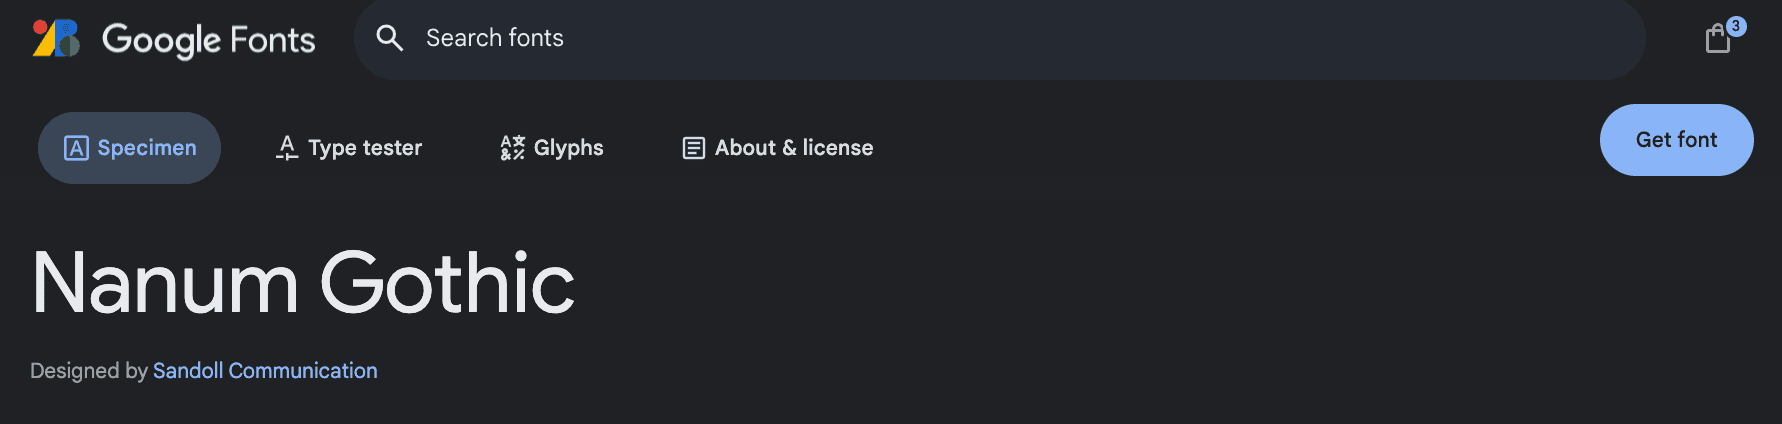 Google Fonts
Search fonts
3
Specimen
Type tester
Glyphs
About & license
Get font
Nanum Gothic
Designed by Sandoll Communication